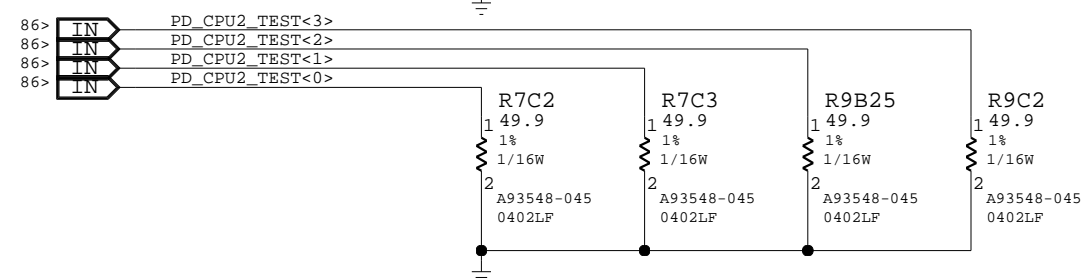 86> IN PD_CPU2_TEST<3>
86> IN PD_CPU2_TEST<2>
86> IN PD_CPU2_TEST<1>
86> IN PD_CPU2_TEST<0>
R7C2 R7C3 R9B25 R9C2
1 49.9 1 49.9 1 49.9 1 49.9
1% 1% 1% 1%
1/16W 1/16W 1/16W 1/16W
2 2 2 2
A93548-045 A93548-045 A93548-045 A93548-045
0402LF 0402LF 0402LF 0402LF